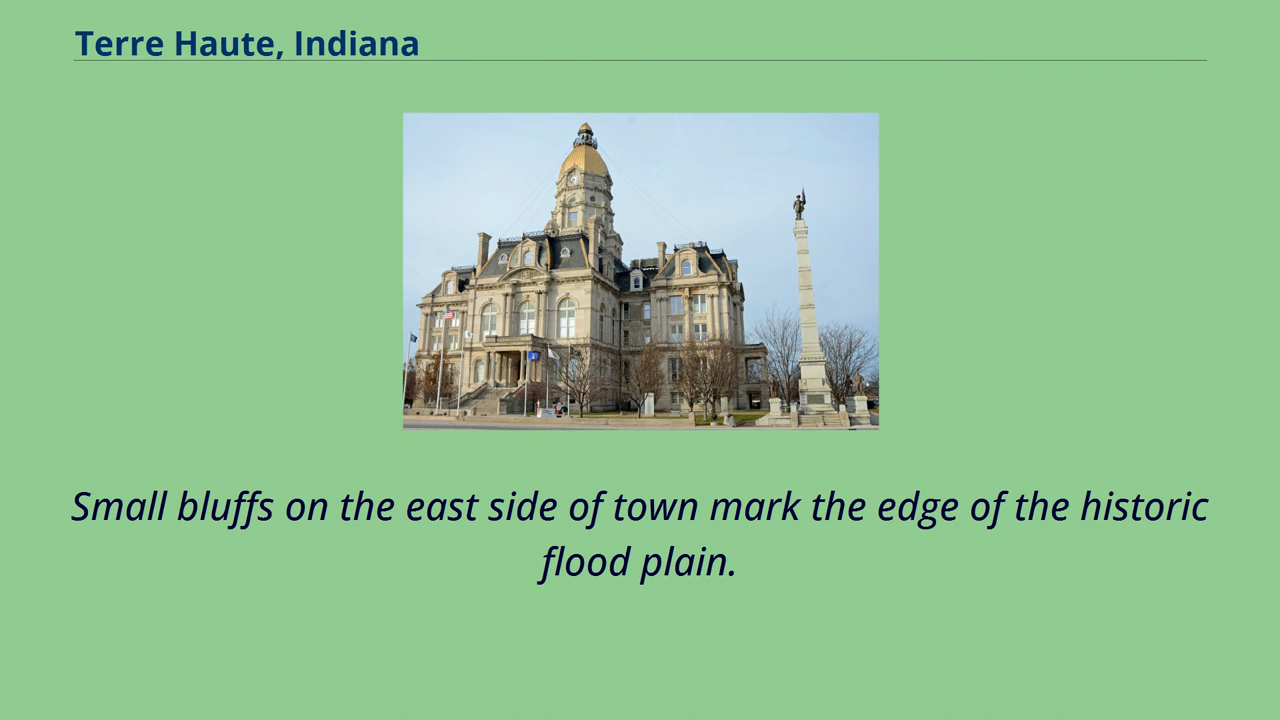 Terre Haute, Indiana
Small bluffs on the east side of town mark the edge of the historic
flood plain.